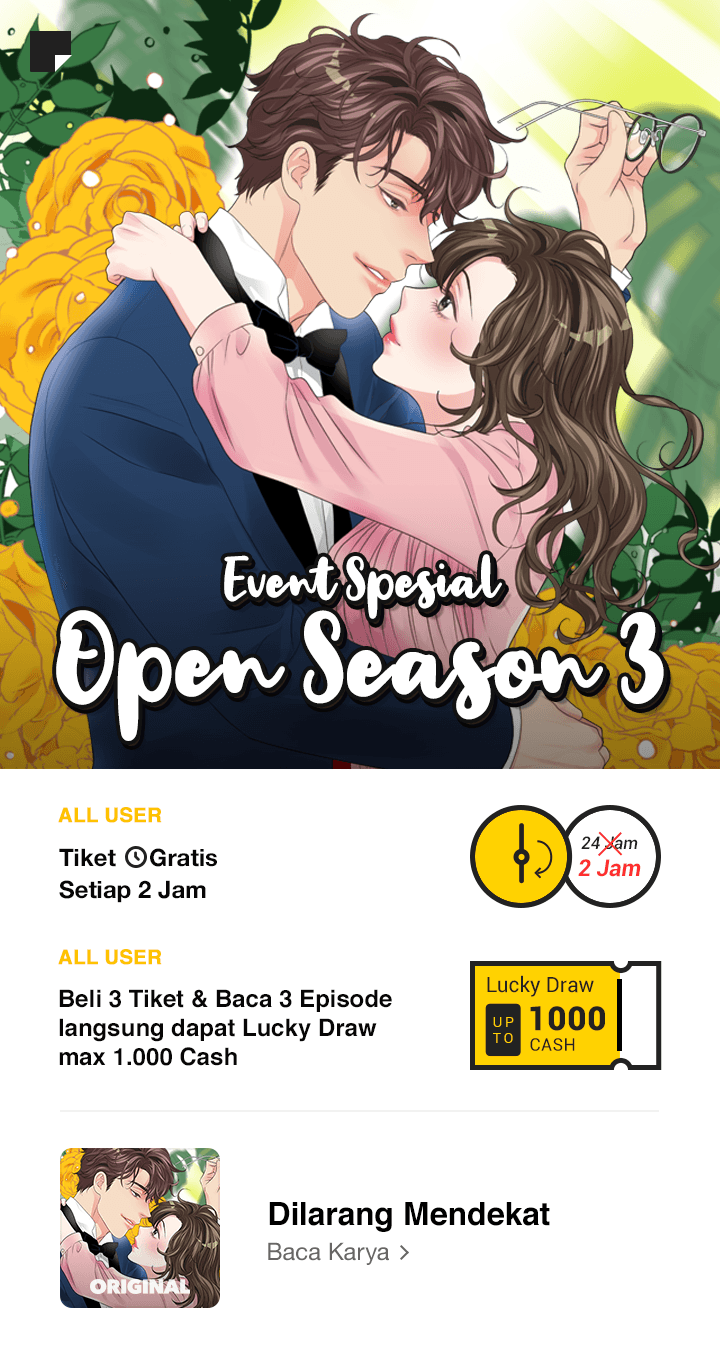 Event Spesial
Open Season 3
ALL USER
Tiket Gratis
Setiap 2 Jam
24 Jam
2 Jam
ALL USER
Beli 3 Tiket & Baca 3 Episode
langsung dapat Lucky Draw
max 1.000 Cash
Lucky Draw
UP TO
1000
CASH
ORIGINAL
Dilarang Mendekat
Baca Karya >